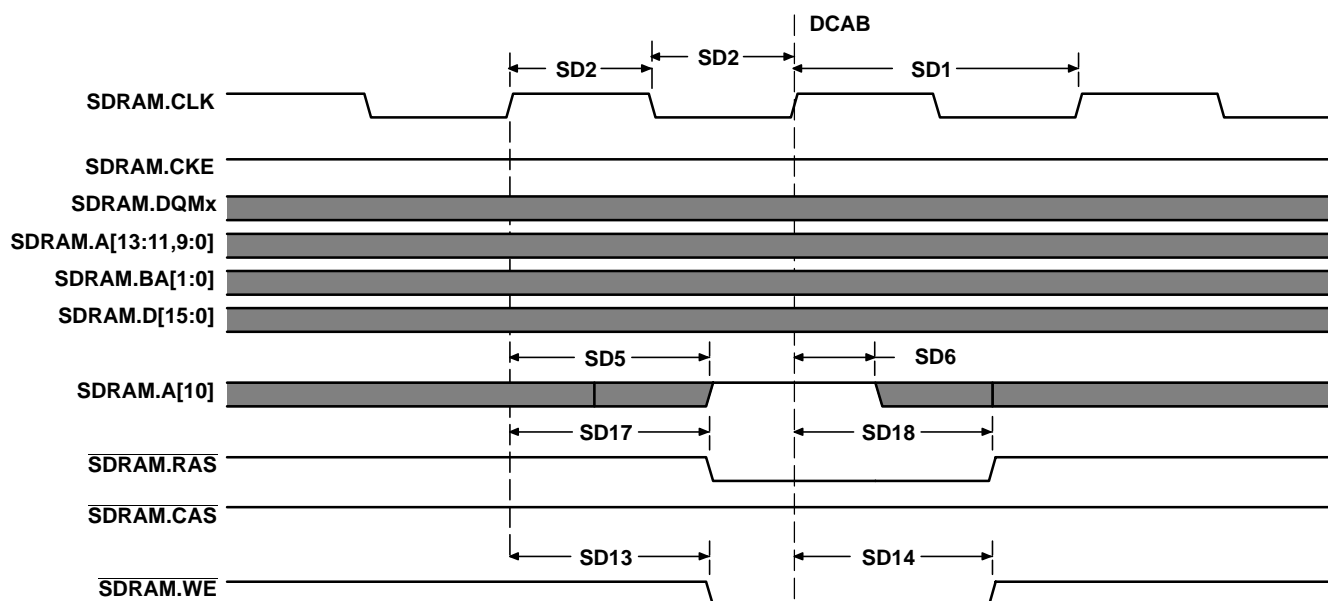 DCAB
SD2
SD2
SD1
SDRAM.CLK
SDRAM.CKE
SDRAM.DQMx
SDRAM.A[13:11,9:0]
SDRAM.BA[1:0]
SDRAM.D[15:0]
SD5
SD6
SDRAM.A[10]
SD17
SD18
SDRAM.RAS
SDRAM.CAS
SD13
SD14
SDRAM.WE